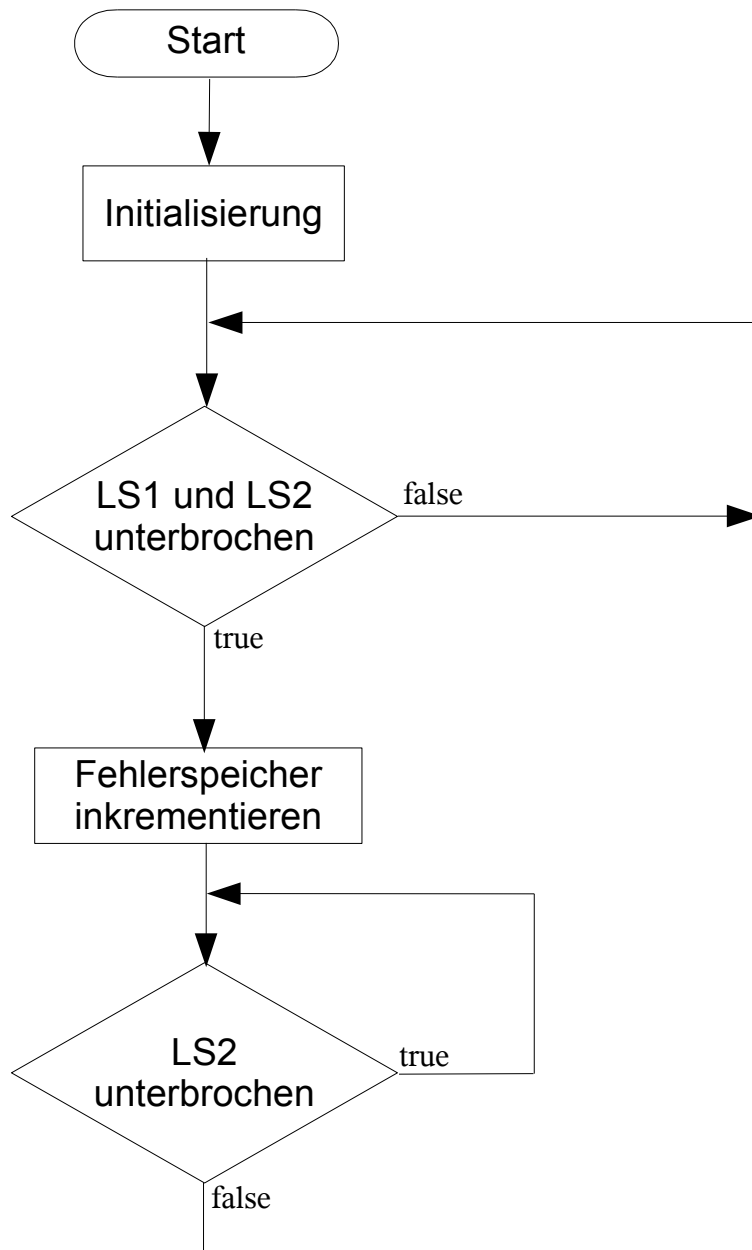 Start
Initialisierung
LS1 und LS2
unterbrochen
false
true
Fehlerspeicher
inkrementieren
LS2
unterbrochen
true
false